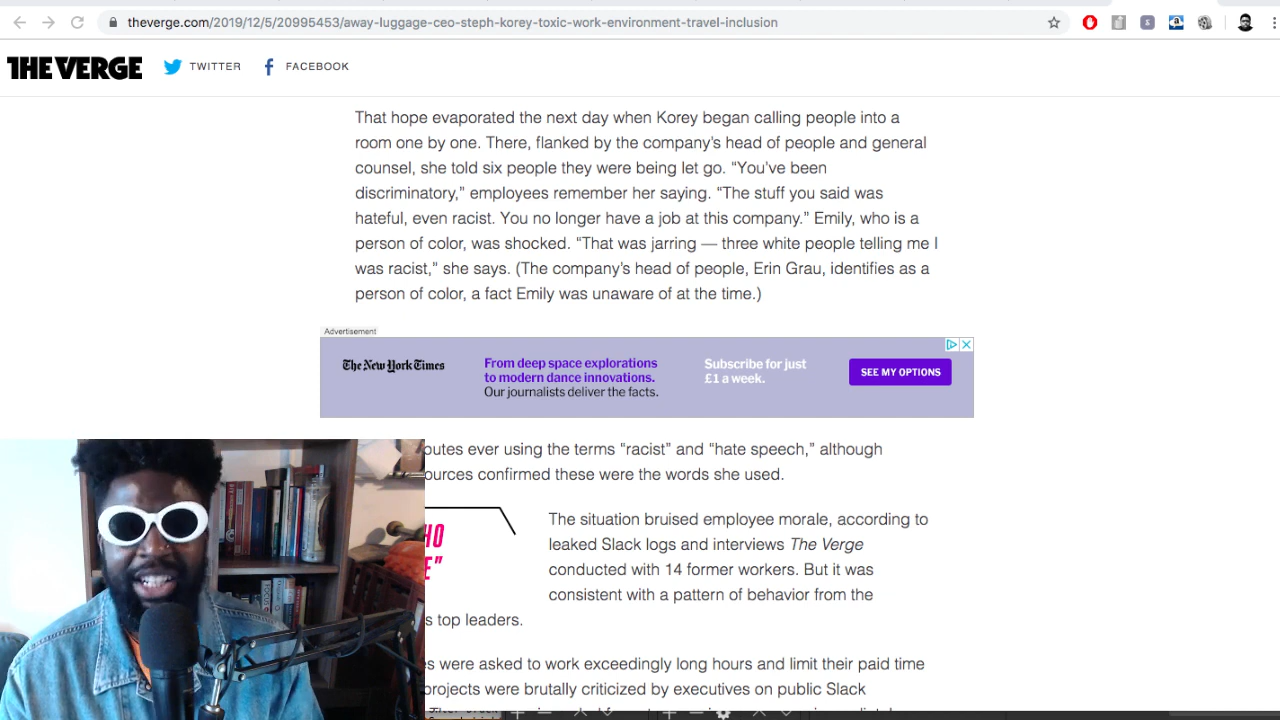 theverge.com/2019/12/5/20995453/away-luggage-ceo-steph-korey-toxic-work-environment-travel-inclusion
THE VERGE TWITTER FACEBOOK
That hope evaporated the next day when Korey began calling people into a
room one by one. There, flanked by the company’s head of people and general
counsel, she told six people they were being let go. “You’ve been
discriminatory,” employees remember her saying. “The stuff you said was
hateful, even racist. You no longer have a job at this company.” Emily, who is a
person of color, was shocked. “That was jarring — three white people telling me I
was racist,” she says. (The company’s head of people, Erin Grau, identifies as a
person of color, a fact Emily was unaware of at the time.)
Advertisement
The New York Times
From deep space explorations
to modern dance innovations.
Our journalists deliver the facts.
Subscribe for just
£1 a week.
SEE MY OPTIONS
ever using the terms “racist” and “hate speech,” although
confirmed these were the words she used.
The situation bruised employee morale, according to
leaked Slack logs and interviews The Verge
conducted with 14 former workers. But it was
consistent with a pattern of behavior from the
top leaders.
were asked to work exceedingly long hours and limit their paid time
projects were brutally criticized by executives on public Slack